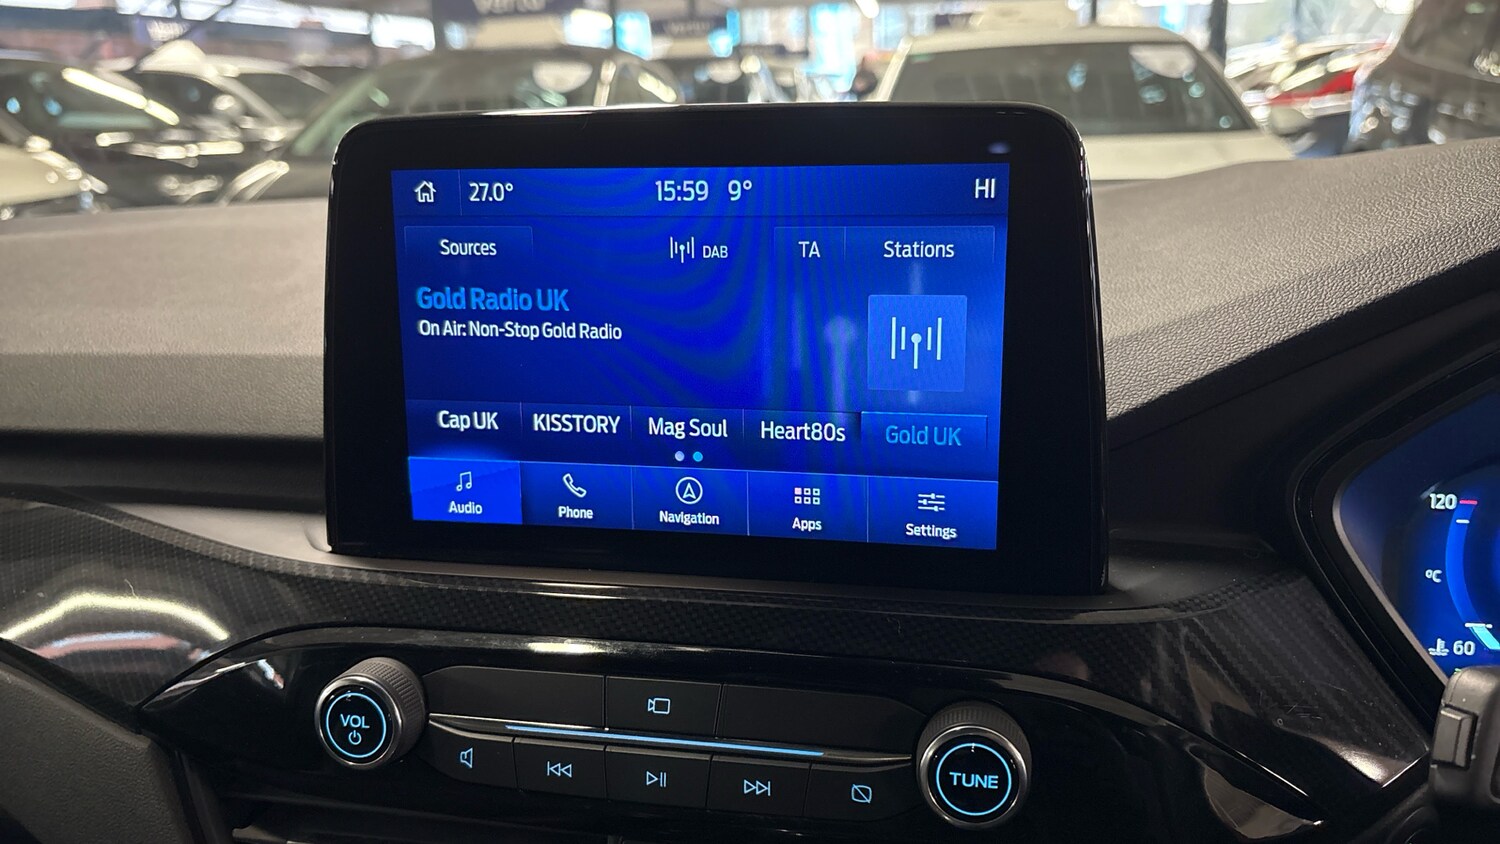 27.0°
15:59 9°
HI
Sources
DAB
TA
Stations
Gold Radio UK
On Air: Non-Stop Gold Radio
Cap UK
KISSTORY
Mag Soul
Heart80s
Gold UK
Audio
Phone
Navigation
Apps
Settings
120
°C
60
VOL
TUNE